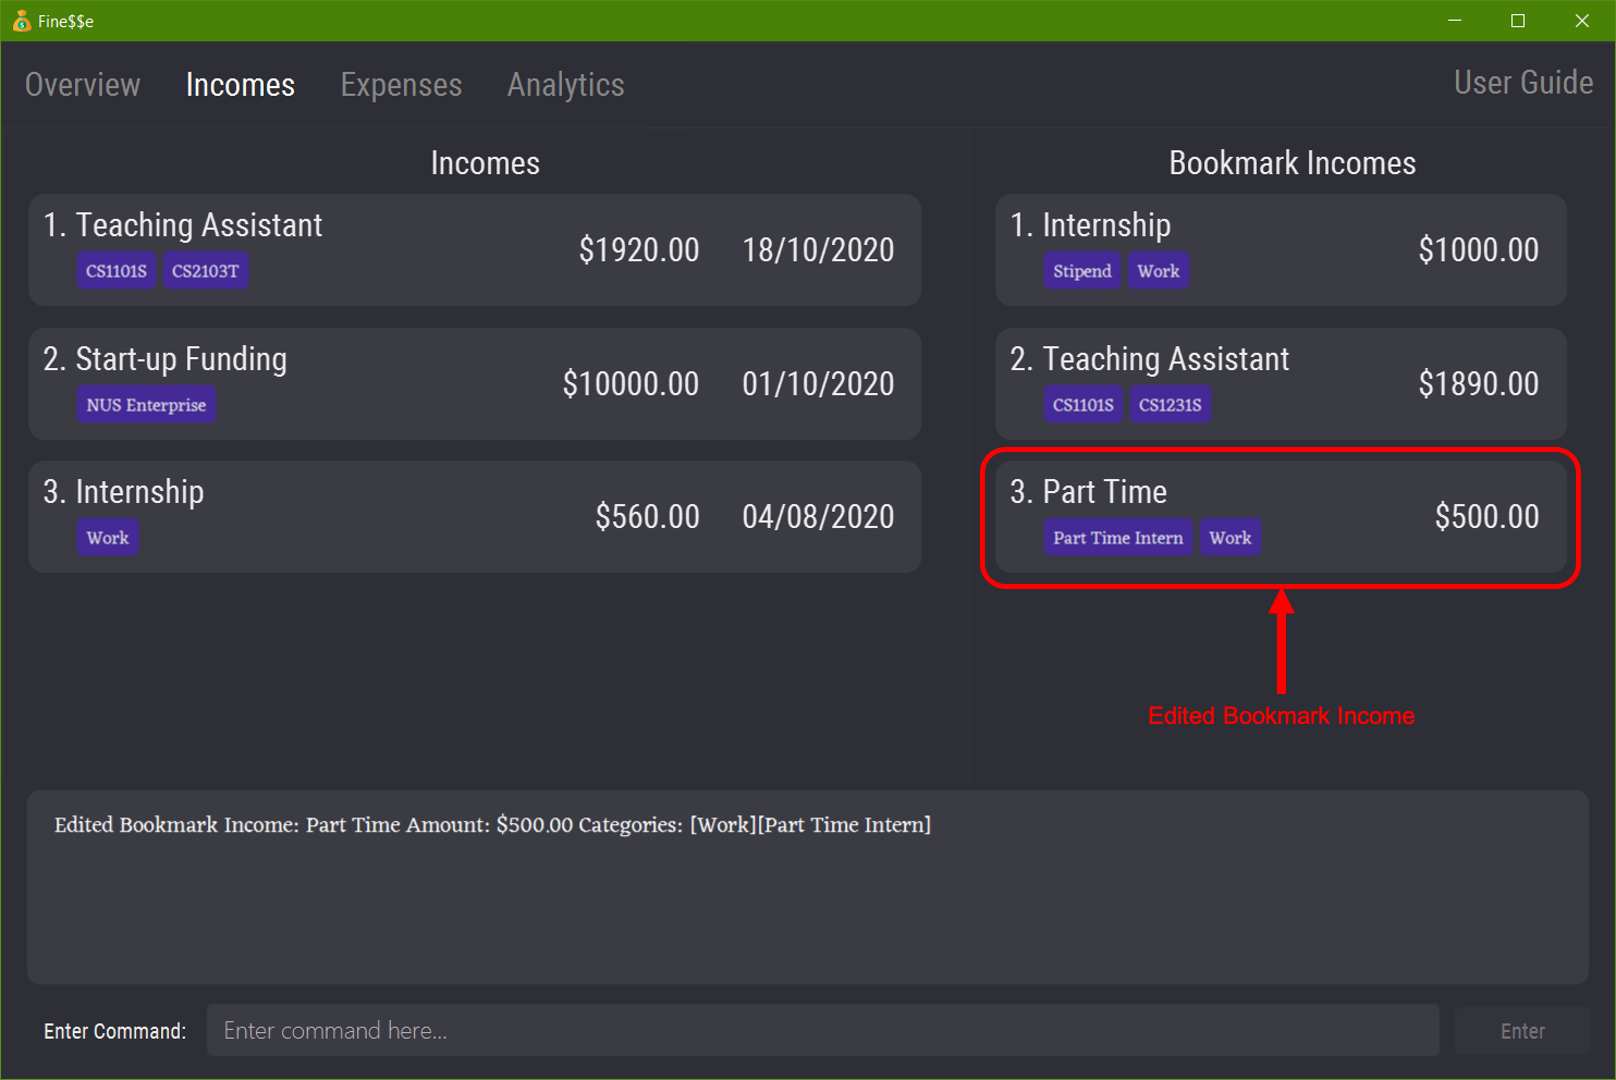 Fine$$e
Overview Incomes Expenses Analytics User Guide
Incomes
1. Teaching Assistant
CS1101S CS2103T
$1920.00 18/10/2020
2. Start-up Funding
NUS Enterprise
$10000.00 01/10/2020
3. Internship
Work
$560.00 04/08/2020
Bookmark Incomes
1. Internship
Stipend Work
$1000.00
2. Teaching Assistant
CS1101S CS1231S
$1890.00
3. Part Time
Part Time Intern Work
$500.00
Edited Bookmark Income
Edited Bookmark Income: Part Time Amount: $500.00 Categories: [Work][Part Time Intern]
Enter Command: Enter command here... Enter